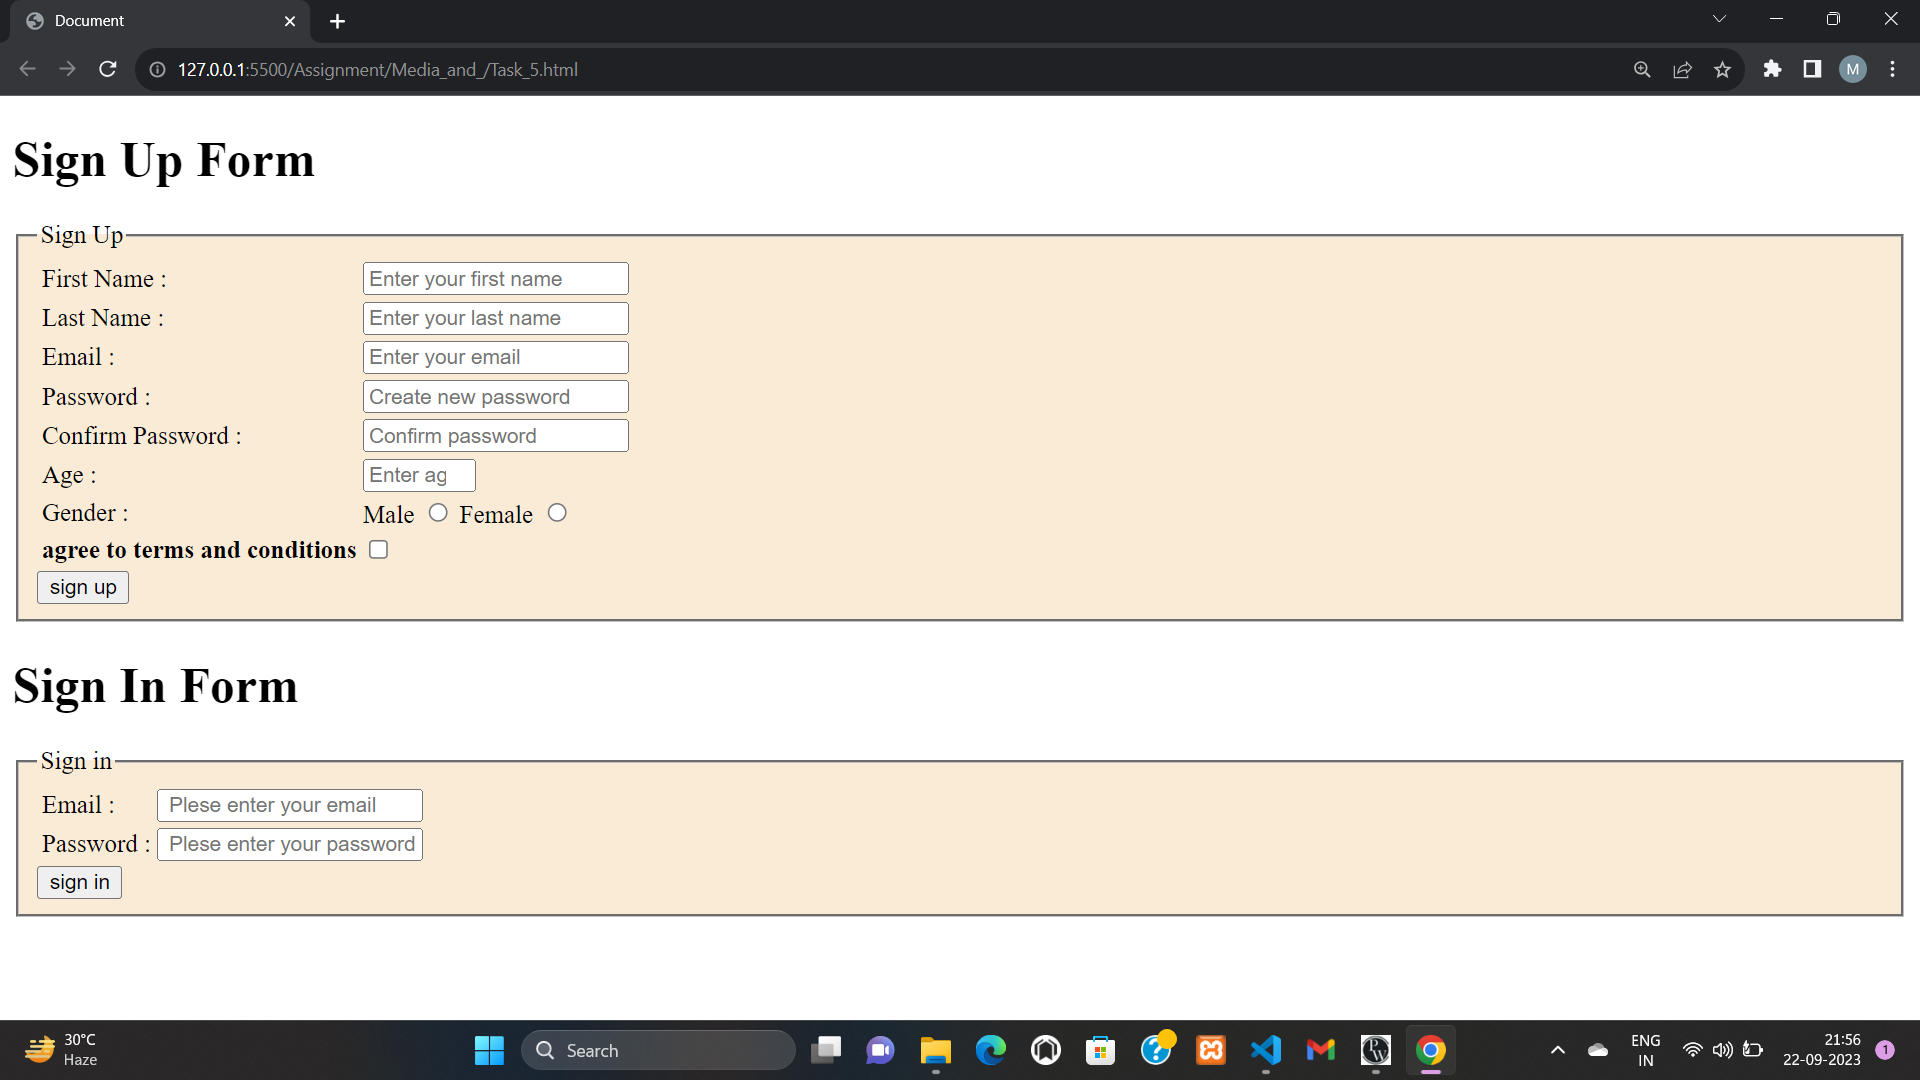 Document
127.0.0.1:5500/Assignment/Media_and_/Task_5.html
M
Sign Up Form
Sign Up
First Name : Enter your first name
Last Name : Enter your last name
Email : Enter your email
Password : Create new password
Confirm Password : Confirm password
Age : Enter ag
Gender : Male Female
agree to terms and conditions
sign up
Sign In Form
Sign in
Email : Plese enter your email
Password : Plese enter your password
sign in
30°C
Haze
Search
PW
ENG
IN
21:56
22-09-2023
1